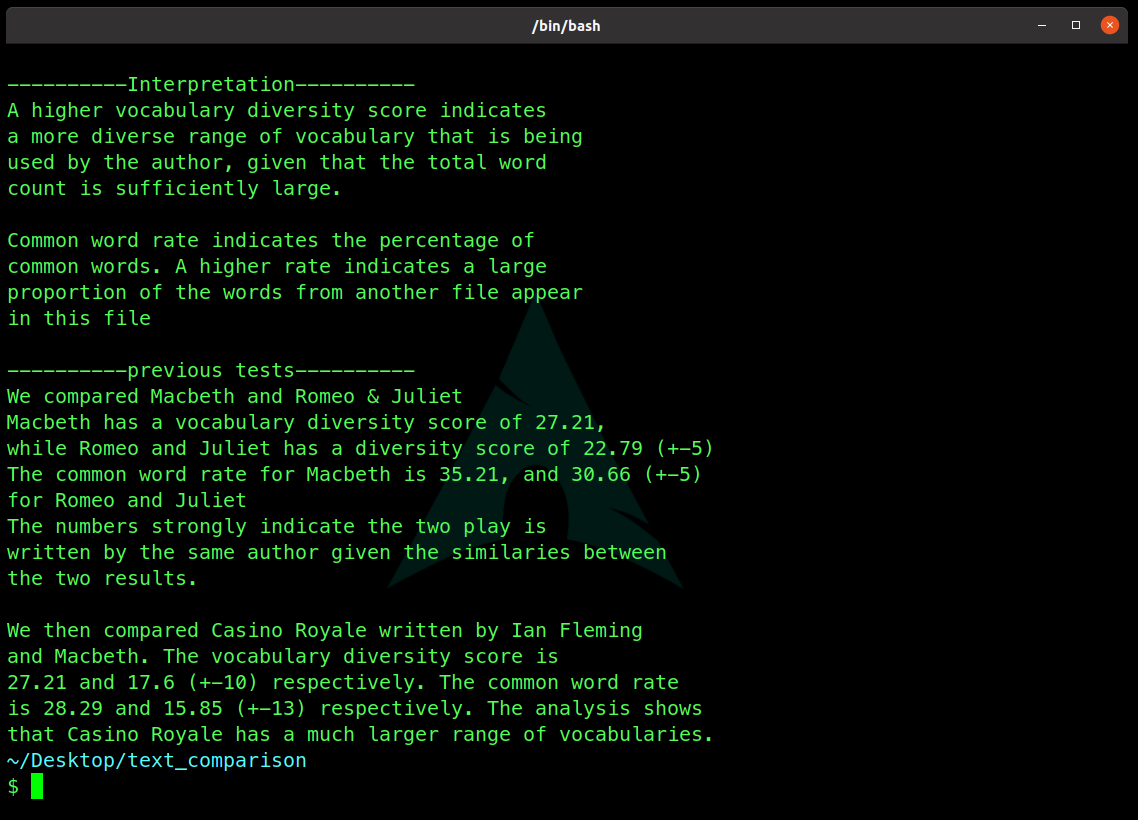 /bin/bash
----------Interpretation----------
A higher vocabulary diversity score indicates
a more diverse range of vocabulary that is being
used by the author, given that the total word
count is sufficiently large.
Common word rate indicates the percentage of
common words. A higher rate indicates a large
proportion of the words from another file appear
in this file
----------previous tests----------
We compared Macbeth and Romeo & Juliet
Macbeth has a vocabulary diversity score of 27.21,
while Romeo and Juliet has a diversity score of 22.79 (+-5)
The common word rate for Macbeth is 35.21, and 30.66 (+-5)
for Romeo and Juliet
The numbers strongly indicate the two play is
written by the same author given the similaries between
the two results.
We then compared Casino Royale written by Ian Fleming
and Macbeth. The vocabulary diversity score is
27.21 and 17.6 (+-10) respectively. The common word rate
is 28.29 and 15.85 (+-13) respectively. The analysis shows
that Casino Royale has a much larger range of vocabularies.
~/Desktop/text_comparison
$